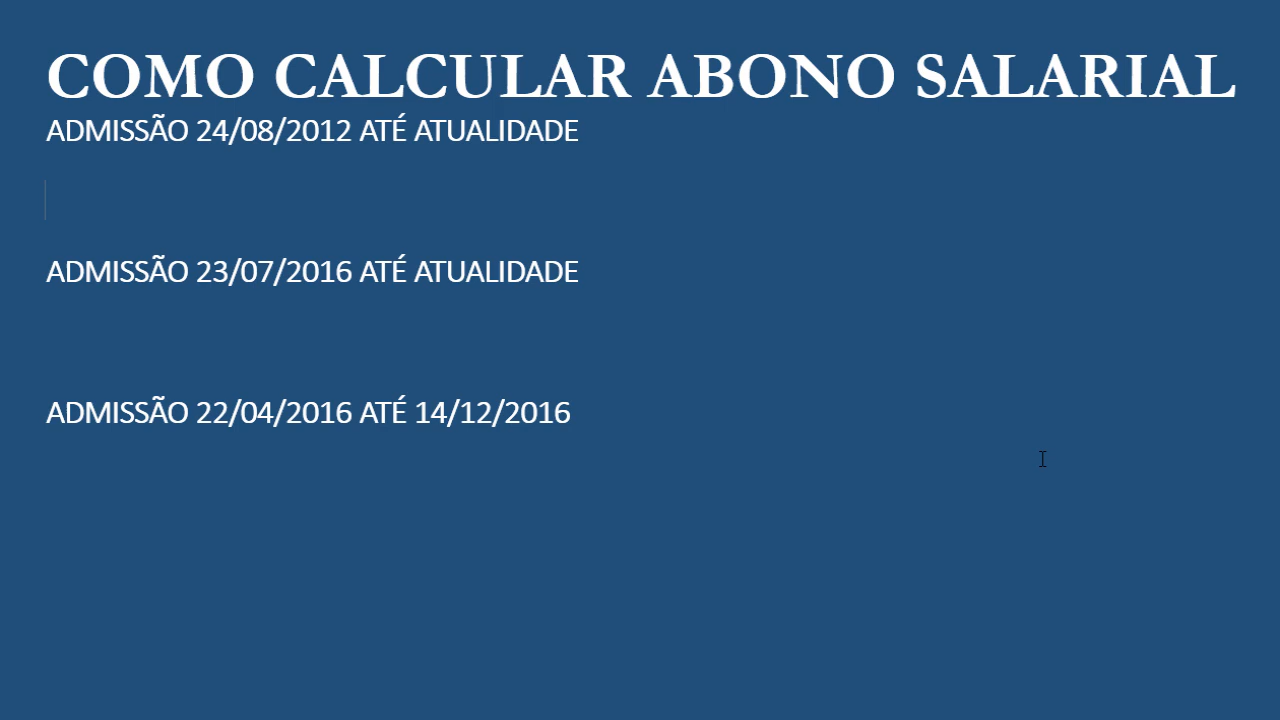 COMO CALCULAR ABONO SALARIAL
ADMISSÃO 24/08/2012 ATÉ ATUALIDADE
ADMISSÃO 23/07/2016 ATÉ ATUALIDADE
ADMISSÃO 22/04/2016 ATÉ 14/12/2016